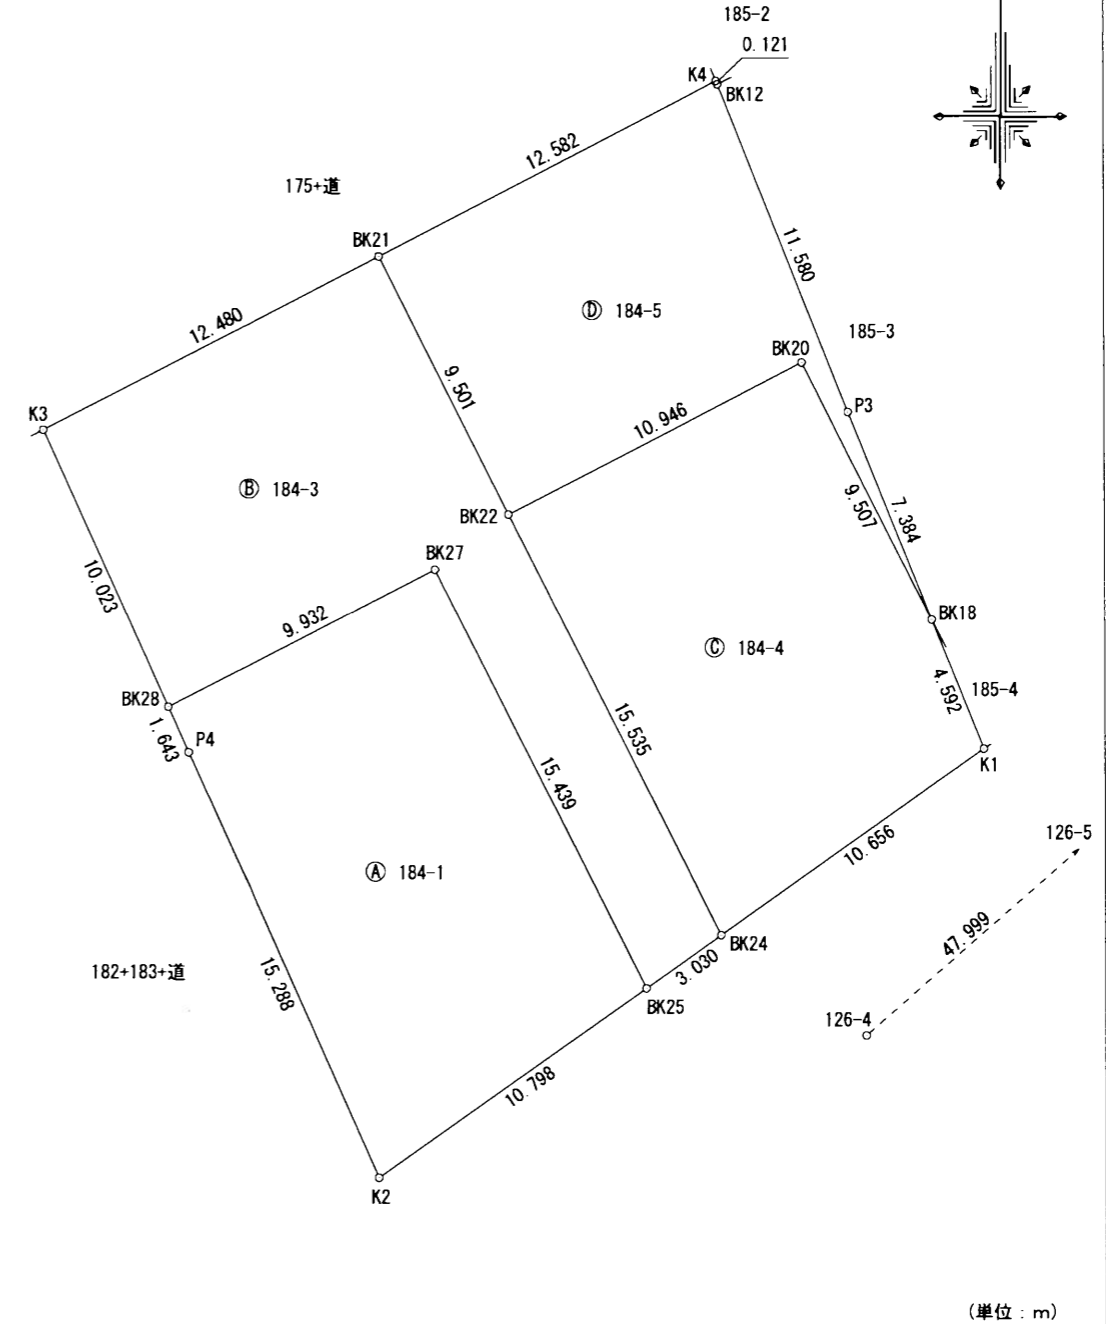 185-2
0.121
K4
BK12
12.582
175+道
BK21
11.580
12.480
Ⓓ 184-5
185-3
BK20
9.501
K3
10.946
P3
Ⓑ 184-3
BK22
9.507
7.384
BK27
10.023
9.932
BK18
Ⓒ 184-4
BK28
4.592
185-4
1.643
P4
15.535
K1
15.439
126-5
10.656
Ⓐ 184-1
47.999
BK24
182+183+道
15.288
3.030
BK25
126-4
10.798
K2
(単位:m)